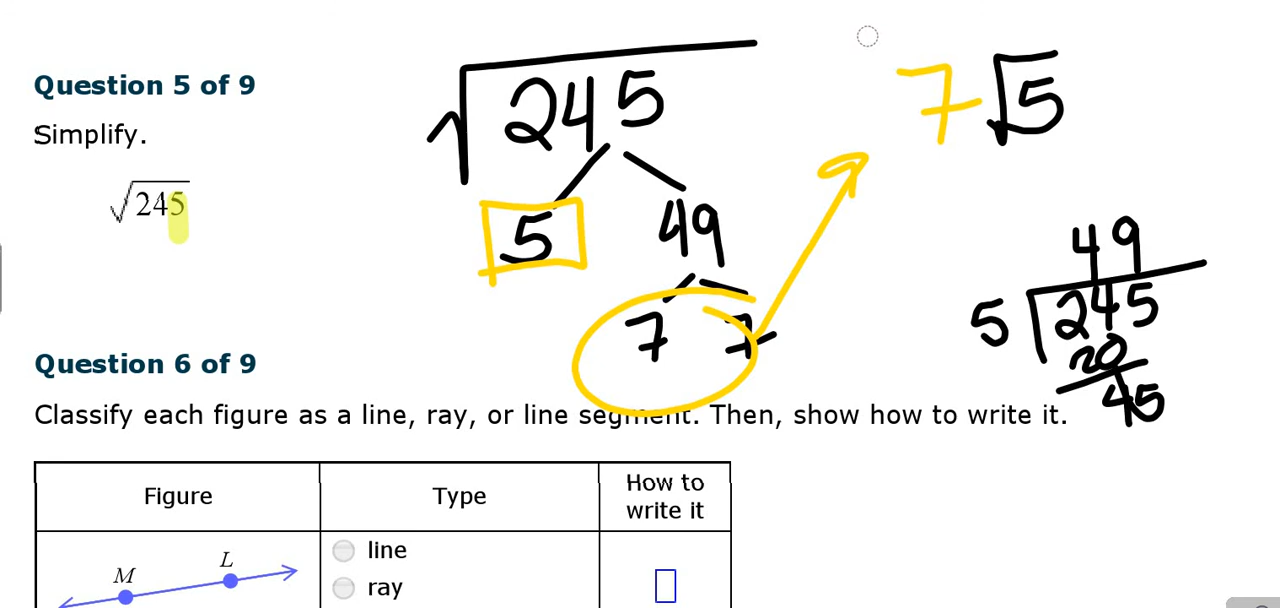 Question 5 of 9
Simplify.
√245
√245
5 49
7 7
7√5
49
5 245
20
45
Question 6 of 9
Classify each figure as a line, ray, or line segment. Then, show how to write it.
Figure Type How to write it
M L
line
ray